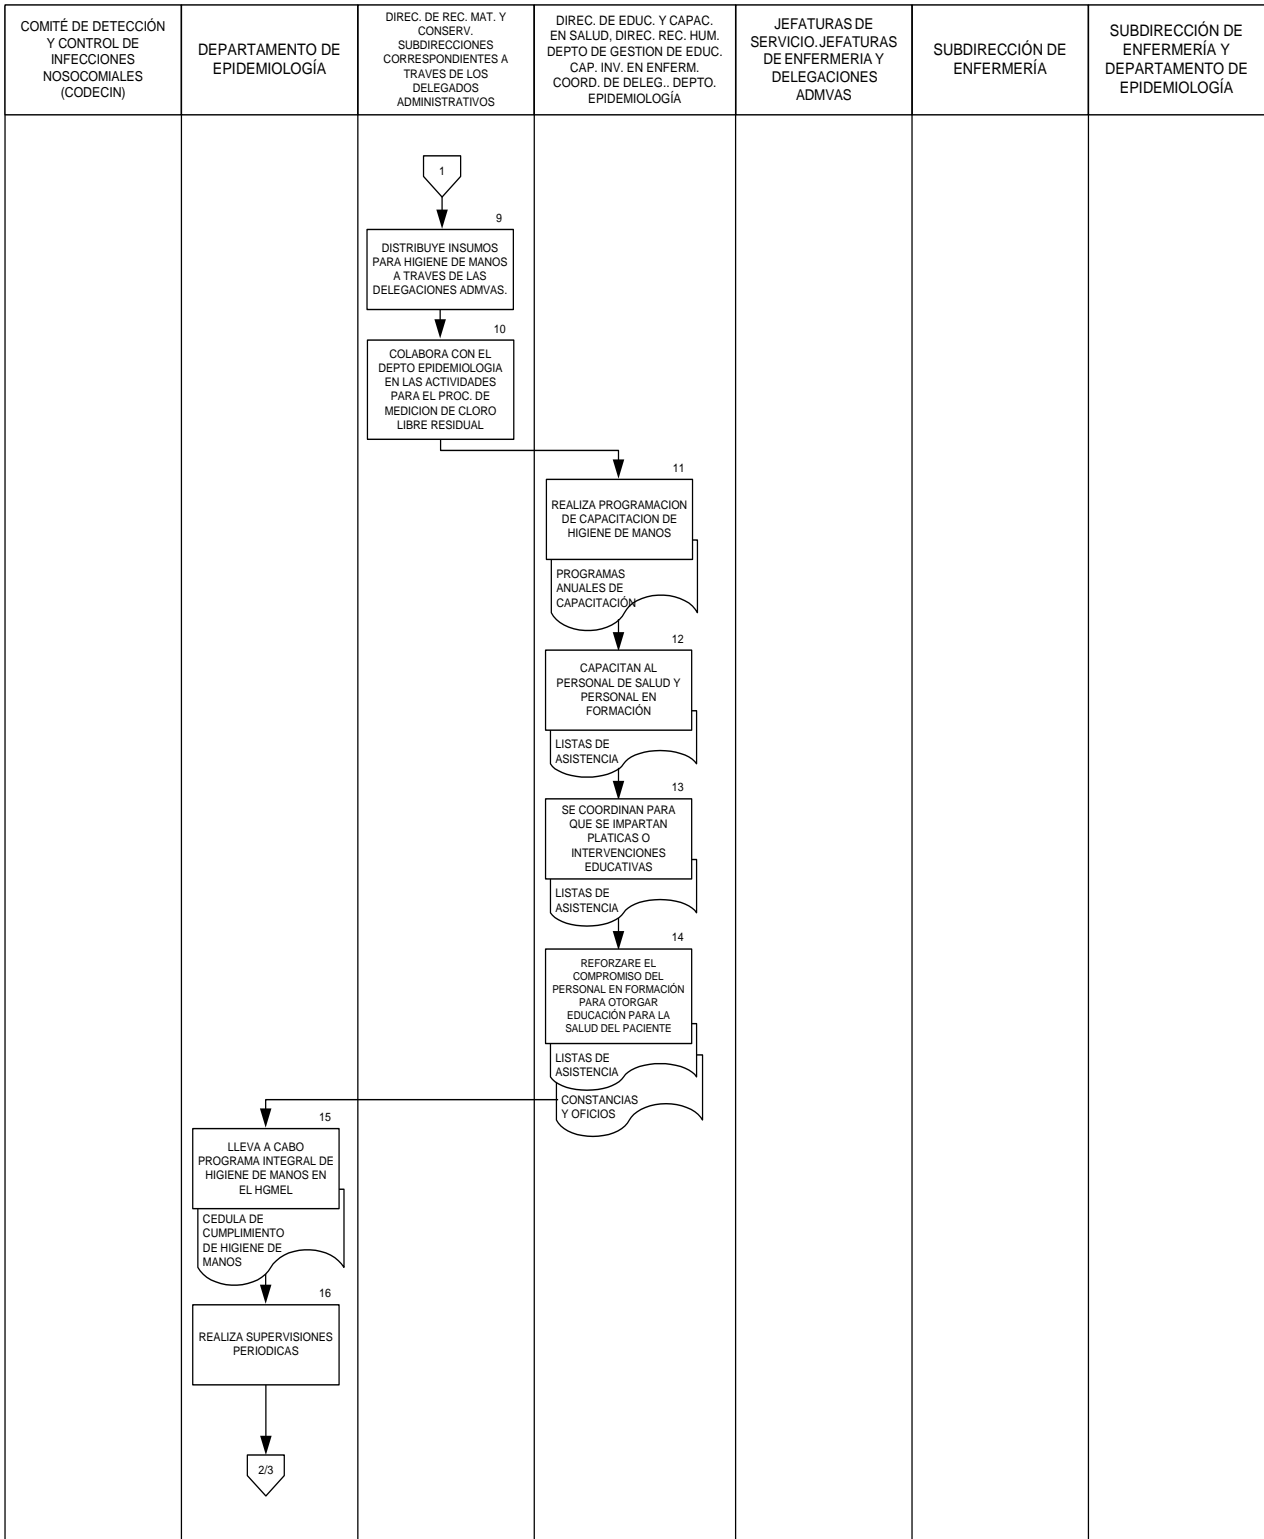 COMITÉ DE DETECCIÓN
Y CONTROL DE
INFECCIONES
NOSOCOMIALES
(CODECIN)
DEPARTAMENTO DE
EPIDEMIOLOGÍA
DIREC. DE REC. MAT. Y
CONSERV.
SUBDIRECCIONES
CORRESPONDIENTES A
TRAVES DE LOS
DELEGADOS
ADMINISTRATIVOS
DIREC. DE EDUC. Y CAPAC.
EN SALUD, DIREC. REC. HUM.
DEPTO DE GESTION DE EDUC.
CAP. INV. EN ENFERM.
COORD. DE DELEG.. DEPTO.
EPIDEMIOLOGÍA
JEFATURAS DE
SERVICIO.JEFATURAS
DE ENFERMERIA Y
DELEGACIONES
ADMVAS
SUBDIRECCIÓN DE
ENFERMERÍA
SUBDIRECCIÓN DE
ENFERMERÍA Y
DEPARTAMENTO DE
EPIDEMIOLOGÍA
1
9
DISTRIBUYE INSUMOS
PARA HIGIENE DE MANOS
A TRAVES DE LAS
DELEGACIONES ADMVAS.
10
COLABORA CON EL
DEPTO EPIDEMIOLOGIA
EN LAS ACTIVIDADES
PARA EL PROC. DE
MEDICION DE CLORO
LIBRE RESIDUAL
11
REALIZA PROGRAMACION
DE CAPACITACION DE
HIGIENE DE MANOS
PROGRAMAS
ANUALES DE
CAPACITACIÓN
12
CAPACITAN AL
PERSONAL DE SALUD Y
PERSONAL EN
FORMACIÓN
LISTAS DE
ASISTENCIA
13
SE COORDINAN PARA
QUE SE IMPARTAN
PLATICAS O
INTERVENCIONES
EDUCATIVAS
LISTAS DE
ASISTENCIA
14
REFORZARE EL
COMPROMISO DEL
PERSONAL EN FORMACIÓN
PARA OTORGAR
EDUCACIÓN PARA LA
SALUD DEL PACIENTE
LISTAS DE
ASISTENCIA
CONSTANCIAS
Y OFICIOS
15
LLEVA A CABO
PROGRAMA INTEGRAL DE
HIGIENE DE MANOS EN
EL HGMEL
CEDULA DE
CUMPLIMIENTO
DE HIGIENE DE
MANOS
16
REALIZA SUPERVISIONES
PERIODICAS
2/3